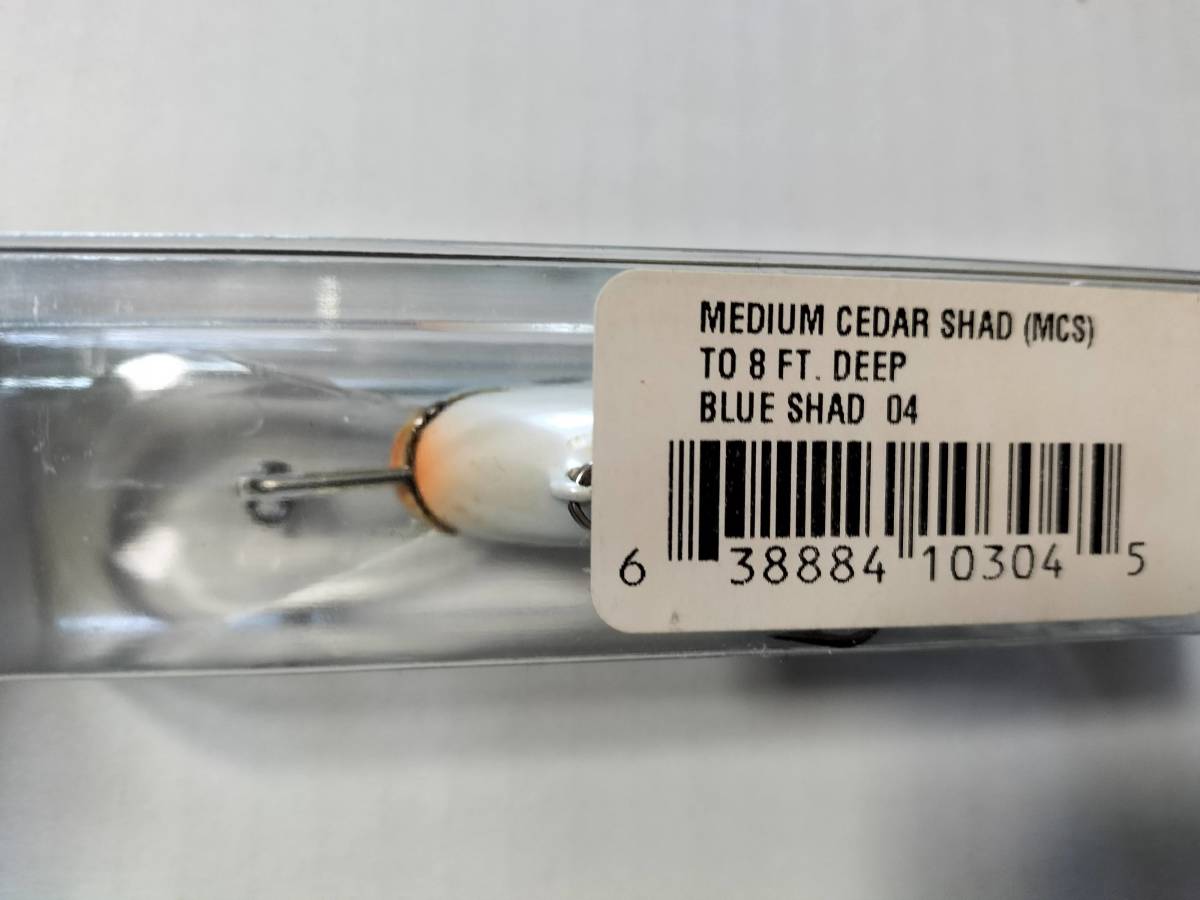 MEDIUM CEDAR SHAD (MCS)
TO 8 FT. DEEP
BLUE SHAD 04
6 38884 10304 5